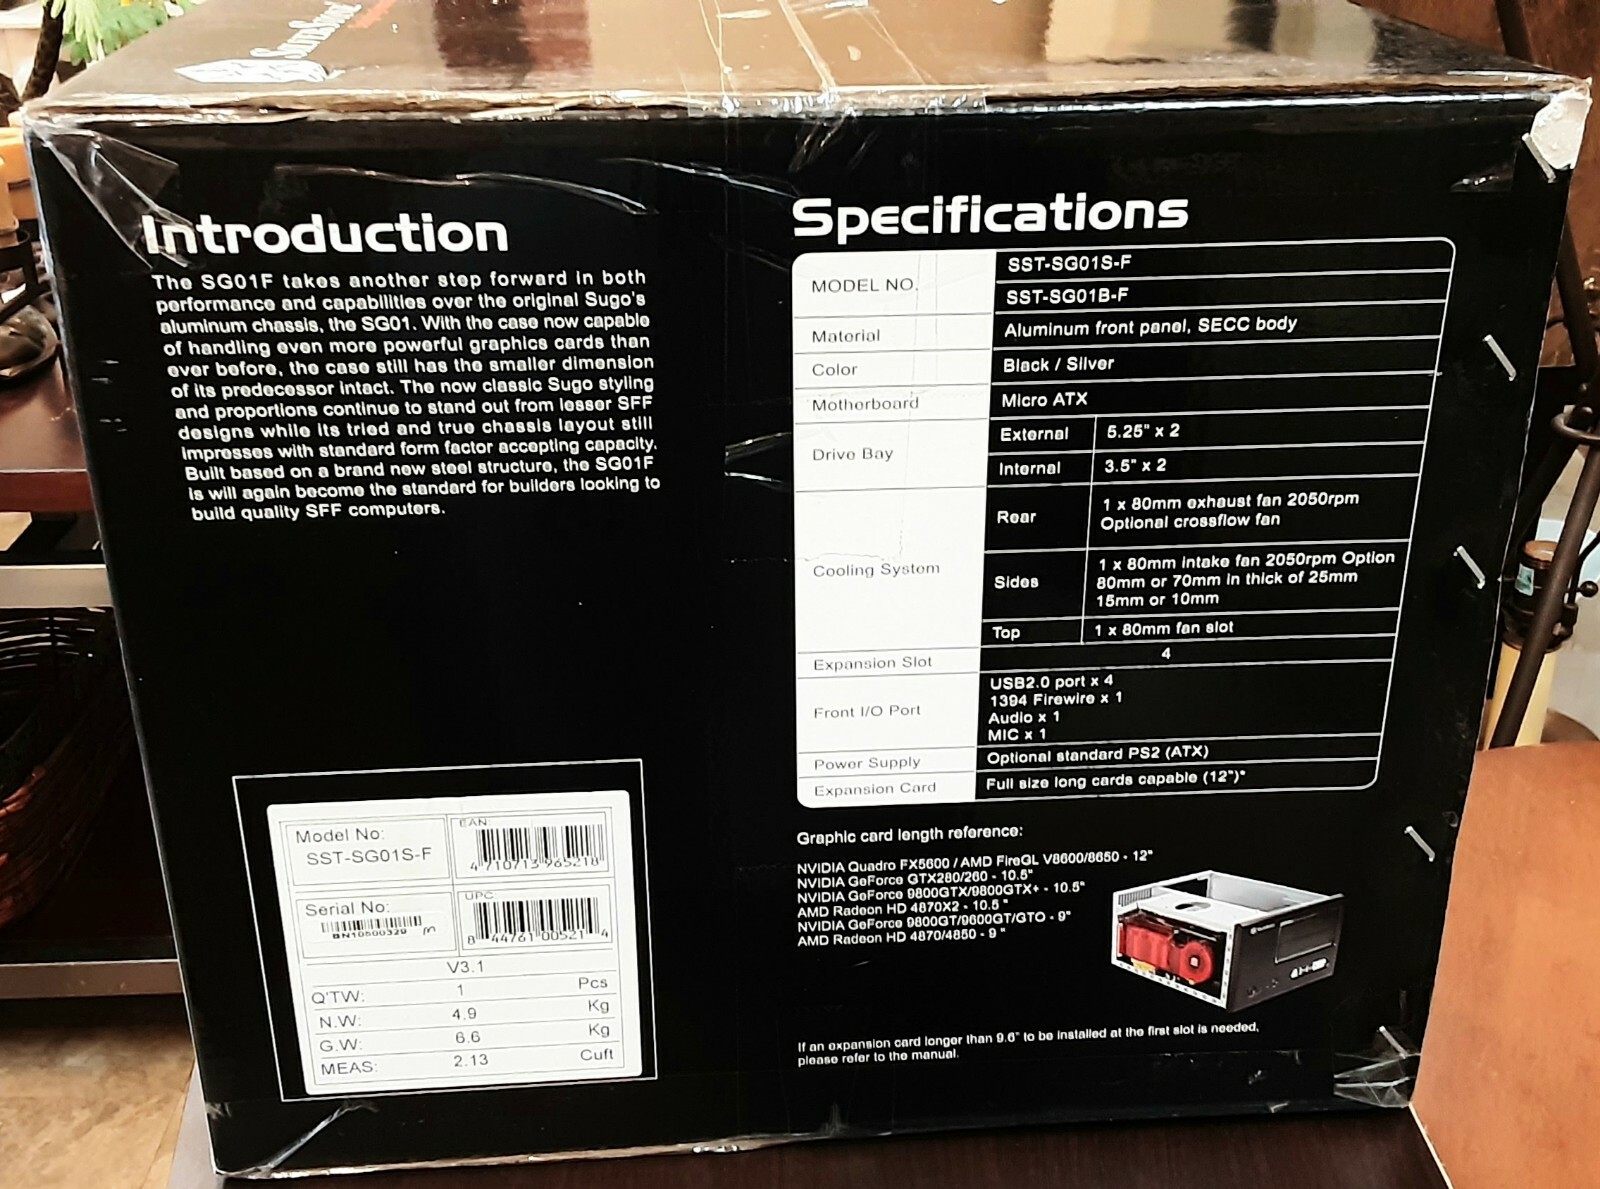 SilverStone
Introduction
The SG01F takes another step forward in both
performance and capabilities over the original Sugo's
aluminum chassis, the SG01. With the case now capable
of handling even more powerful graphics cards than
ever before, the case still has the smaller dimension
of its predecessor intact. The now classic Sugo styling
and proportions continue to stand out from lesser SFF
designs while its tried and true chassis layout still
impresses with standard form factor accepting capacity.
Built based on a brand new steel structure, the SG01F
is will again become the standard for builders looking to
build quality SFF computers.
Model No:
SST-SG01S-F
EAN:
4 710713 965218
Serial No:
BN10500329
UPC:
8 44761 00521 4
V3.1
Q'TW: 1 Pcs
N.W: 4.9 Kg
G.W: 6.6 Kg
MEAS: 2.13 Cuft
Specifications
MODEL NO.
SST-SG01S-F
SST-SG01B-F
Material Aluminum front panel, SECC body
Color Black / Silver
Motherboard Micro ATX
Drive Bay
External 5.25" x 2
Internal 3.5" x 2
Cooling System
Rear
1 x 80mm exhaust fan 2050rpm
Optional crossflow fan
Sides
1 x 80mm intake fan 2050rpm Option
80mm or 70mm in thick of 25mm
15mm or 10mm
Top 1 x 80mm fan slot
Expansion Slot 4
Front I/O Port
USB2.0 port x 4
1394 Firewire x 1
Audio x 1
MIC x 1
Power Supply Optional standard PS2 (ATX)
Expansion Card Full size long cards capable (12")*
Graphic card length reference:
NVIDIA Quadro FX5600 / AMD FireGL V8600/8650 - 12"
NVIDIA GeForce GTX280/260 - 10.5"
NVIDIA GeForce 9800GTX/9800GTX+ - 10.5"
AMD Radeon HD 4870X2 - 10.5 "
NVIDIA GeForce 9800GT/9600GT/GTO - 9"
AMD Radeon HD 4870/4850 - 9 "
If an expansion card longer than 9.6" to be installed at the first slot is needed,
please refer to the manual.